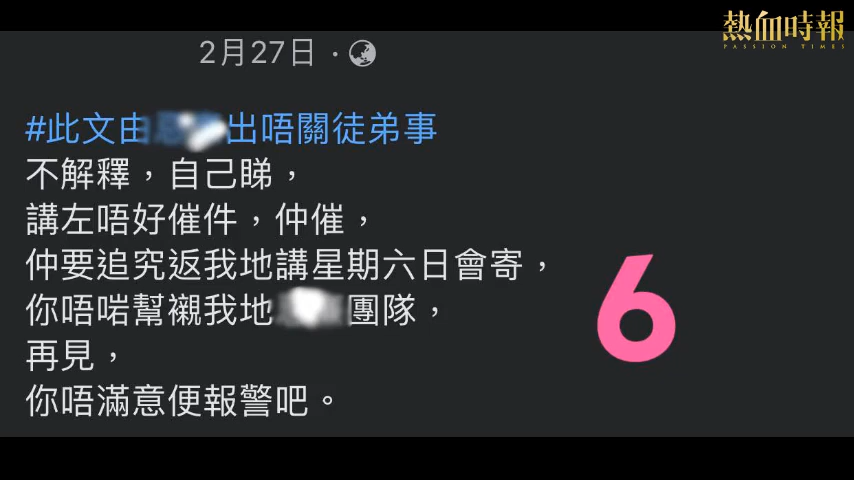 熱血時報
PASSION TIMES
2月27日 ·
#此文由出唔關徒弟事
不解釋，自己睇，
講左唔好催件，仲催，
仲要追究返我地講星期六日會寄，
你唔啱幫襯我地團隊，
再見，
你唔滿意便報警吧。
6